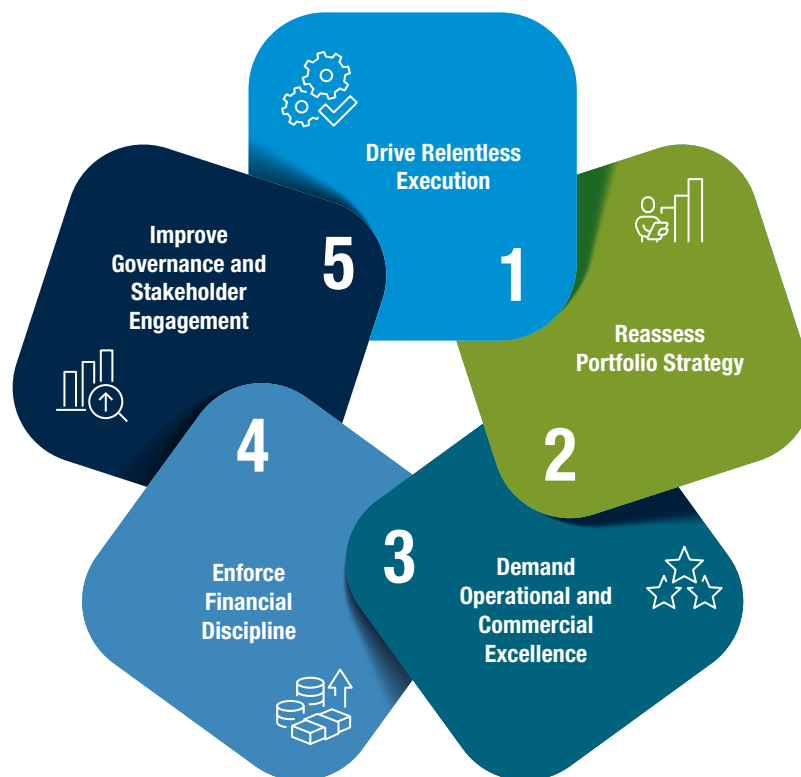 Drive Relentless
Execution
1
Reassess
Portfolio Strategy
2
3
Demand
Operational and
Commercial
Excellence
4
Enforce
Financial
Discipline
Improve
Governance and
Stakeholder
Engagement
5